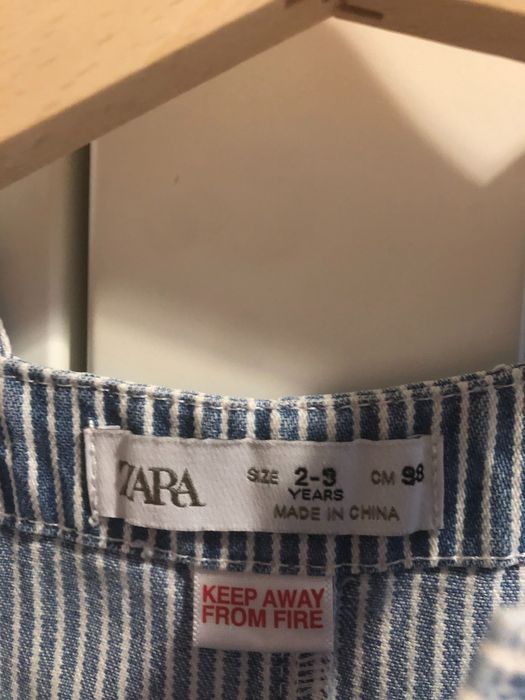 ZARA
SIZE 2-3 CM 98
YEARS
MADE IN CHINA
KEEP AWAY
FROM FIRE